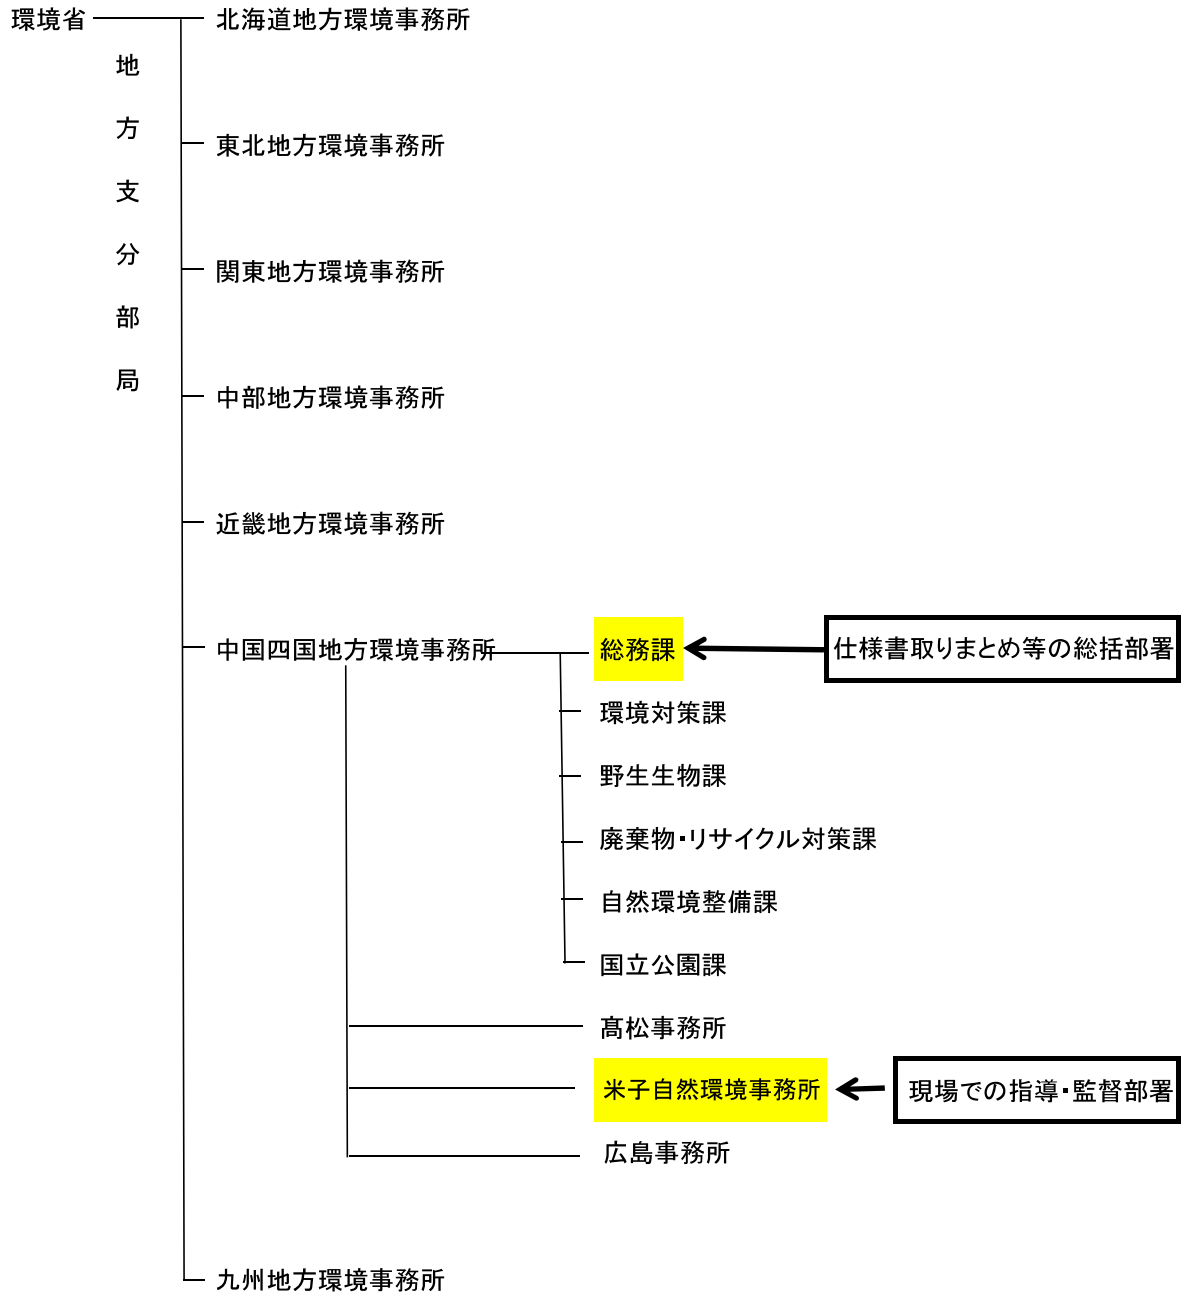 環境省
北海道地方環境事務所
地方支分部局
東北地方環境事務所
関東地方環境事務所
中部地方環境事務所
近畿地方環境事務所
中国四国地方環境事務所
総務課
仕様書取りまとめ等の総括部署
環境対策課
野生生物課
廃棄物・リサイクル対策課
自然環境整備課
国立公園課
髙松事務所
米子自然環境事務所
現場での指導・監督部署
広島事務所
九州地方環境事務所